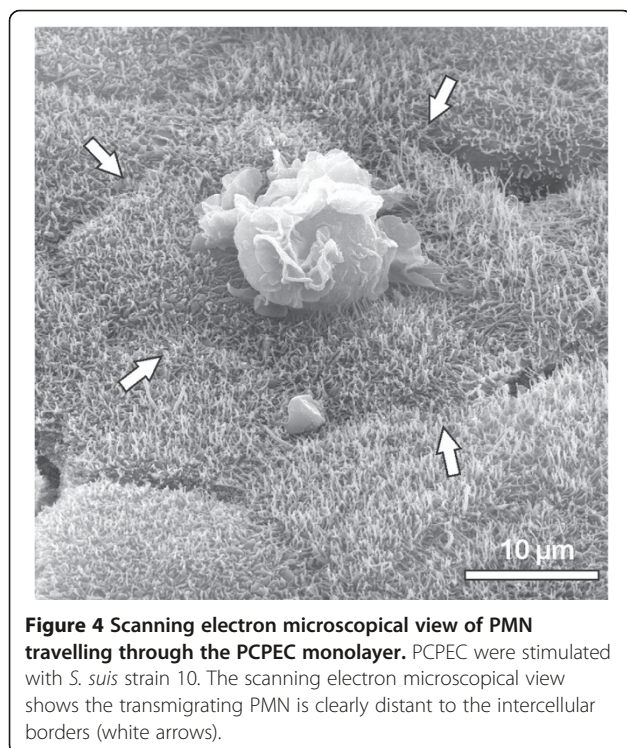 10 µm
Figure 4 Scanning electron microscopical view of PMN
travelling through the PCPEC monolayer. PCPEC were stimulated
with S. suis strain 10. The scanning electron microscopical view
shows the transmigrating PMN is clearly distant to the intercellular
borders (white arrows).